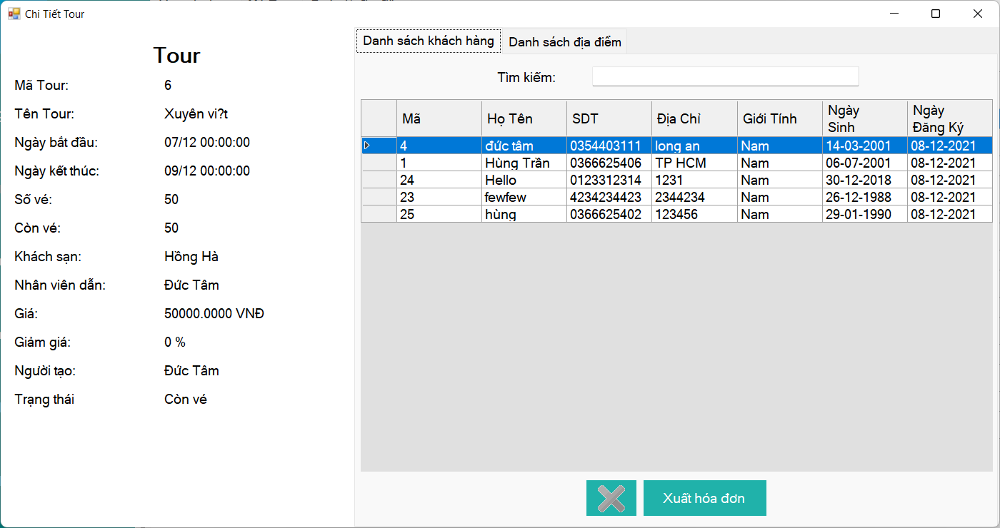 Chi Tiết Tour
Tour
Mã Tour: 6
Tên Tour: Xuyên vi?t
Ngày bắt đầu: 07/12 00:00:00
Ngày kết thúc: 09/12 00:00:00
Số vé: 50
Còn vé: 50
Khách sạn: Hồng Hà
Nhân viên dẫn: Đức Tâm
Giá: 50000.0000 VNĐ
Giảm giá: 0 %
Người tạo: Đức Tâm
Trạng thái Còn vé
Danh sách khách hàng Danh sách địa điểm
Tìm kiếm:
Mã Họ Tên SDT Địa Chỉ Giới Tính Ngày Sinh Ngày Đăng Ký
4 đức tâm 0354403111 long an Nam 14-03-2001 08-12-2021
1 Hùng Trần 0366625406 TP HCM Nam 06-07-2001 08-12-2021
24 Hello 0123312314 1231 Nam 30-12-2018 08-12-2021
23 fewfew 4234234423 2344234 Nam 26-12-1988 08-12-2021
25 hùng 0366625402 123456 Nam 29-01-1990 08-12-2021
Xuất hóa đơn